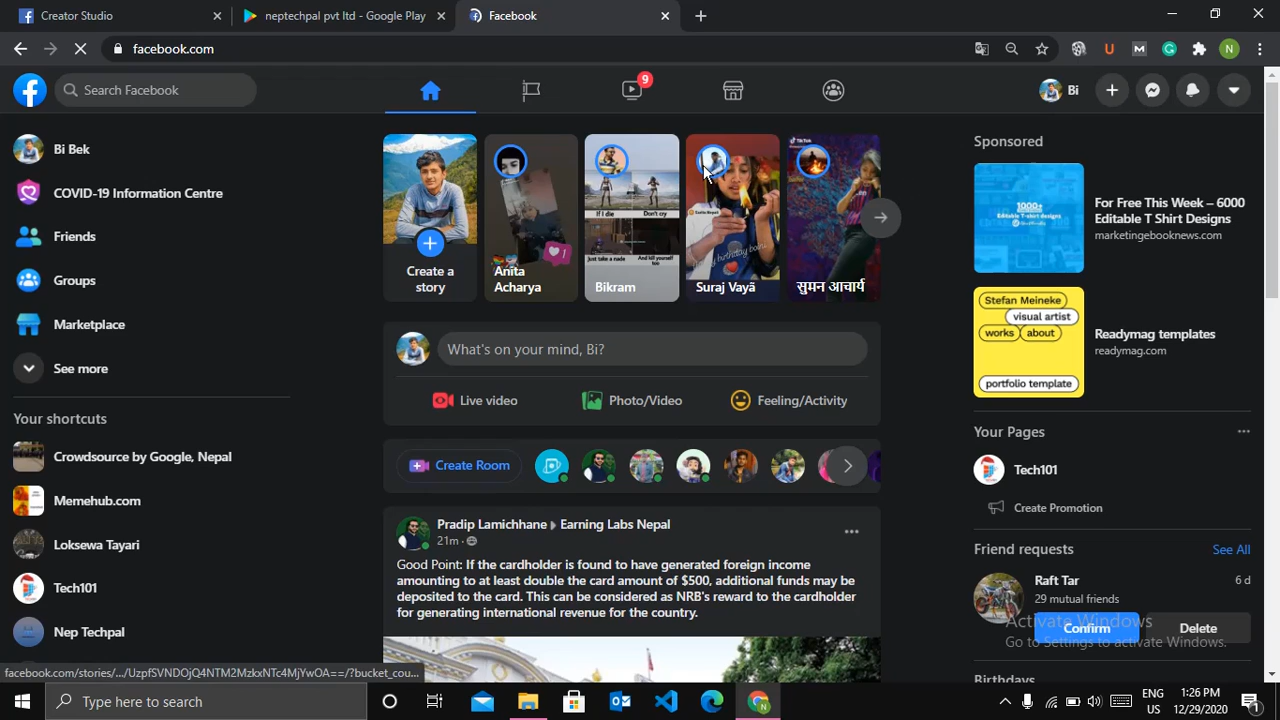 Creator Studio
neptechpal pvt ltd - Google Play
Facebook
facebook.com
Search Facebook
9
Bi
Bi Bek
COVID-19 Information Centre
Friends
Groups
Marketplace
See more
Your shortcuts
Crowdsource by Google, Nepal
Memehub.com
Loksewa Tayari
Tech101
Nep Techpal
Create a
story
Anita
Acharya
If I die
Don't cry
Just take a nude
And kill yourself
too
Bikram
Suraj Vayã
TikTok
सुमन आचार्य
What's on your mind, Bi?
Live video
Photo/Video
Feeling/Activity
Create Room
Pradip Lamichhane
Earning Labs Nepal
21m ·
Good Point: If the cardholder is found to have generated foreign income
amounting to at least double the card amount of $500, additional funds may be
deposited to the card. This can be considered as NRB's reward to the cardholder
for generating international revenue for the country.
Sponsored
1000+
Editable T-shirt
designs
For Free This Week – 6000
Editable T Shirt Designs
marketingebooknews.com
Stefan Meineke
visual artist
works
about
portfolio template
Readymag templates
readymag.com
Your Pages
Tech101
Create Promotion
Friend requests
See All
Raft Tar
6 d
29 mutual friends
Confirm
Delete
Activate Windows
Go to Settings to activate Windows.
Birthdays
facebook.com/stories/.../UzpfSVNDOjQ4NTM2MzkxNTc4MjYwOA==/?bucket_cou...
Type here to search
ENG
US
1:26 PM
12/29/2020
1